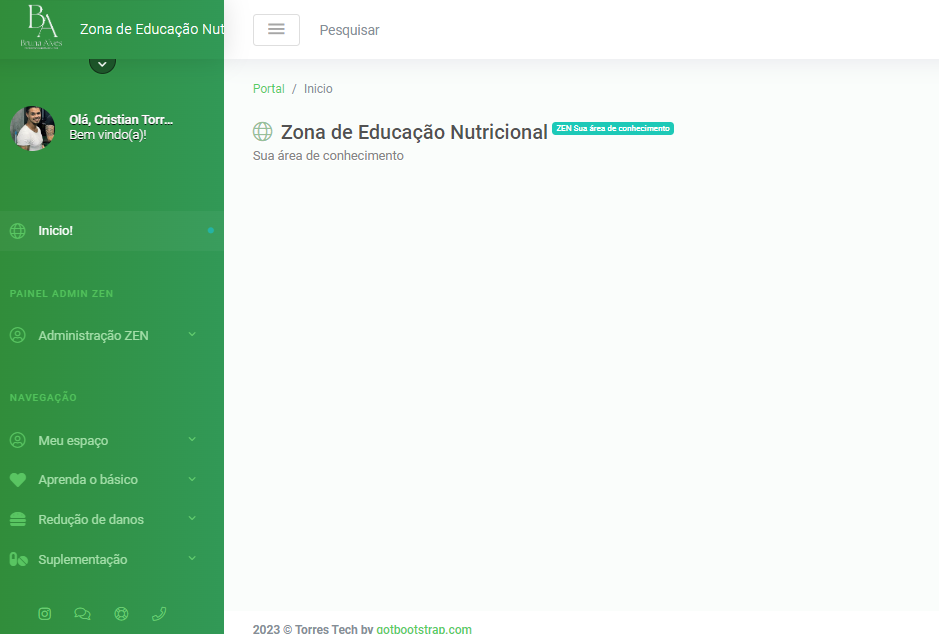 BA
Bruna Alves
Zona de Educação Nut
Pesquisar
Olá, Cristian Torr...
Bem vindo(a)!
Inicio!
PAINEL ADMIN ZEN
Administração ZEN
NAVEGAÇÃO
Meu espaço
Aprenda o básico
Redução de danos
Suplementação
Portal / Inicio
Zona de Educação Nutricional ZEN Sua área de conhecimento
Sua área de conhecimento
2023 © Torres Tech by gotbootstrap.com